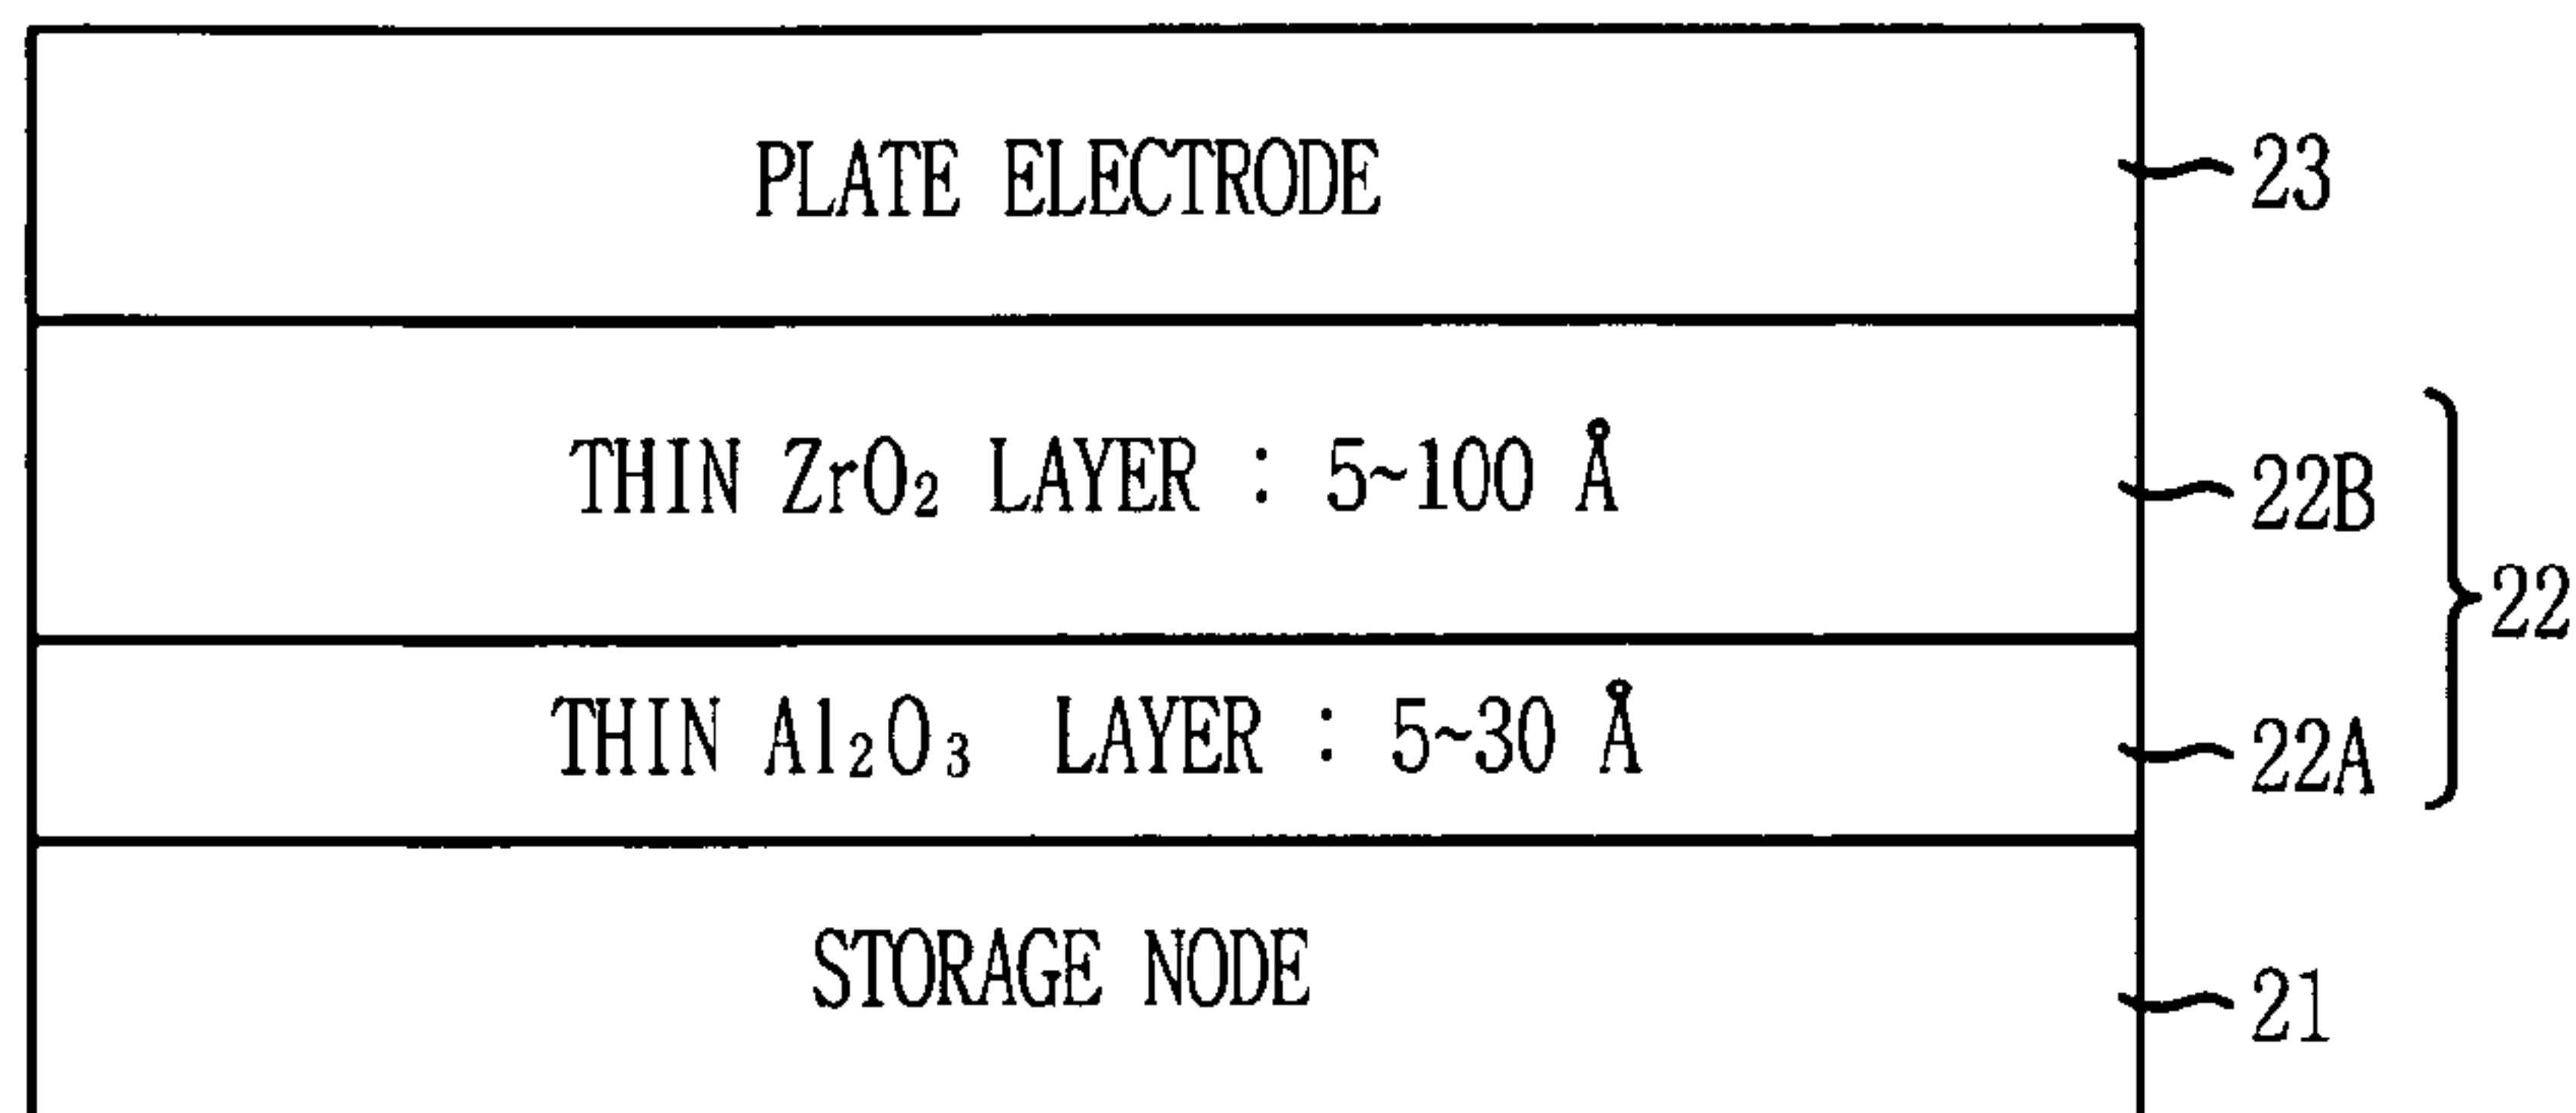 PLATE ELECTRODE 23
THIN ZrO₂ LAYER : 5~100 Å 22B
22
THIN Al₂O₃ LAYER : 5~30 Å 22A
STORAGE NODE 21